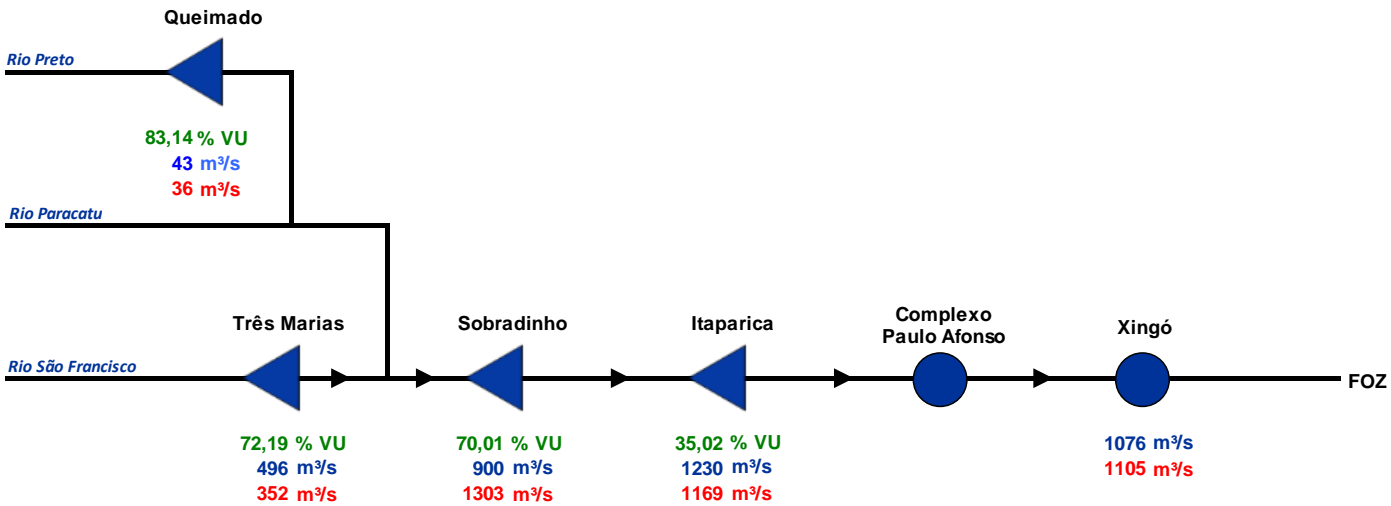 Queimado
Rio Preto
83,14 % VU
43 m³/s
36 m³/s
Rio Paracatu
Três Marias
Sobradinho
Itaparica
Complexo
Paulo Afonso
Xingó
Rio São Francisco
FOZ
72,19 % VU
496 m³/s
352 m³/s
70,01 % VU
900 m³/s
1303 m³/s
35,02 % VU
1230 m³/s
1169 m³/s
1076 m³/s
1105 m³/s